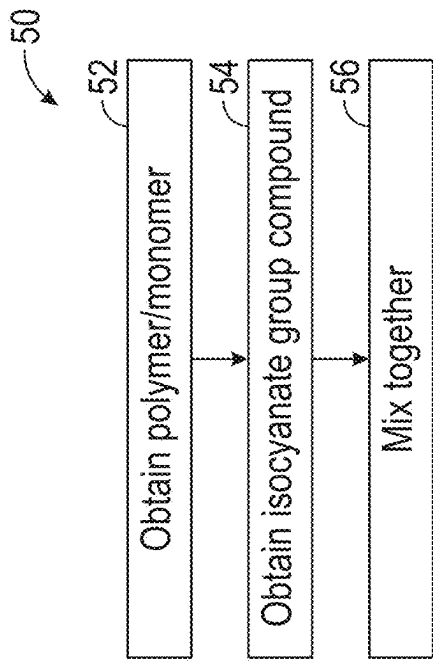 50
52
Obtain polymer/monomer
54
Obtain isocyanate group compound
56
Mix together